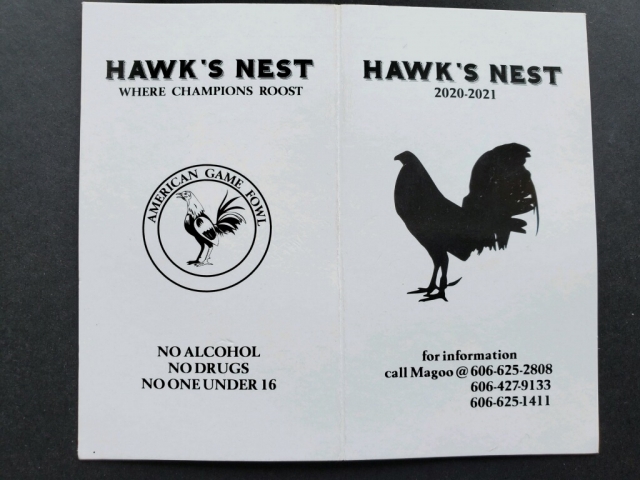 HAWK'S NEST
WHERE CHAMPIONS ROOST
AMERICAN GAME FOWL
NO ALCOHOL
NO DRUGS
NO ONE UNDER 16
HAWK'S NEST
2020-2021
for information
call Magoo @ 606-625-2808
606-427-9133
606-625-1411